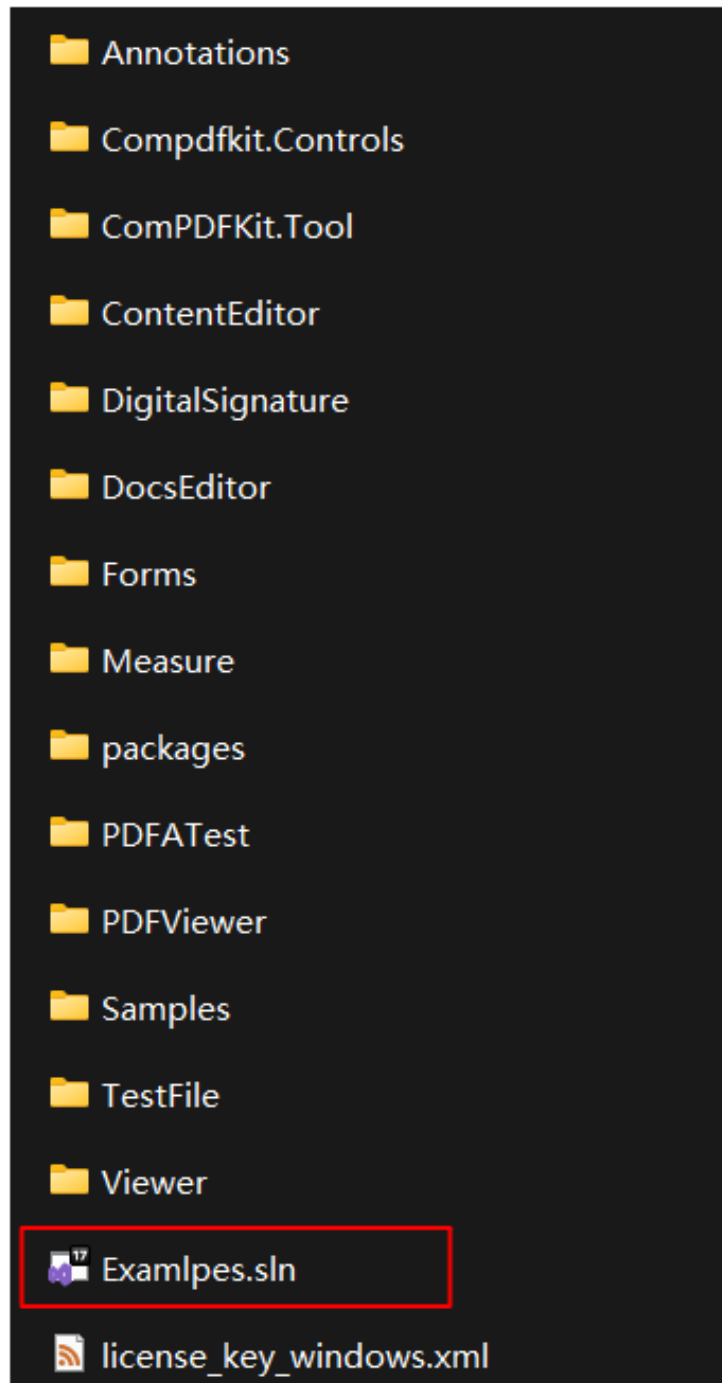 Annotations
Compdfkit.Controls
ComPDFKit.Tool
ContentEditor
DigitalSignature
DocsEditor
Forms
Measure
packages
PDFATest
PDFViewer
Samples
TestFile
Viewer
17
Examlpes.sln
license_key_windows.xml